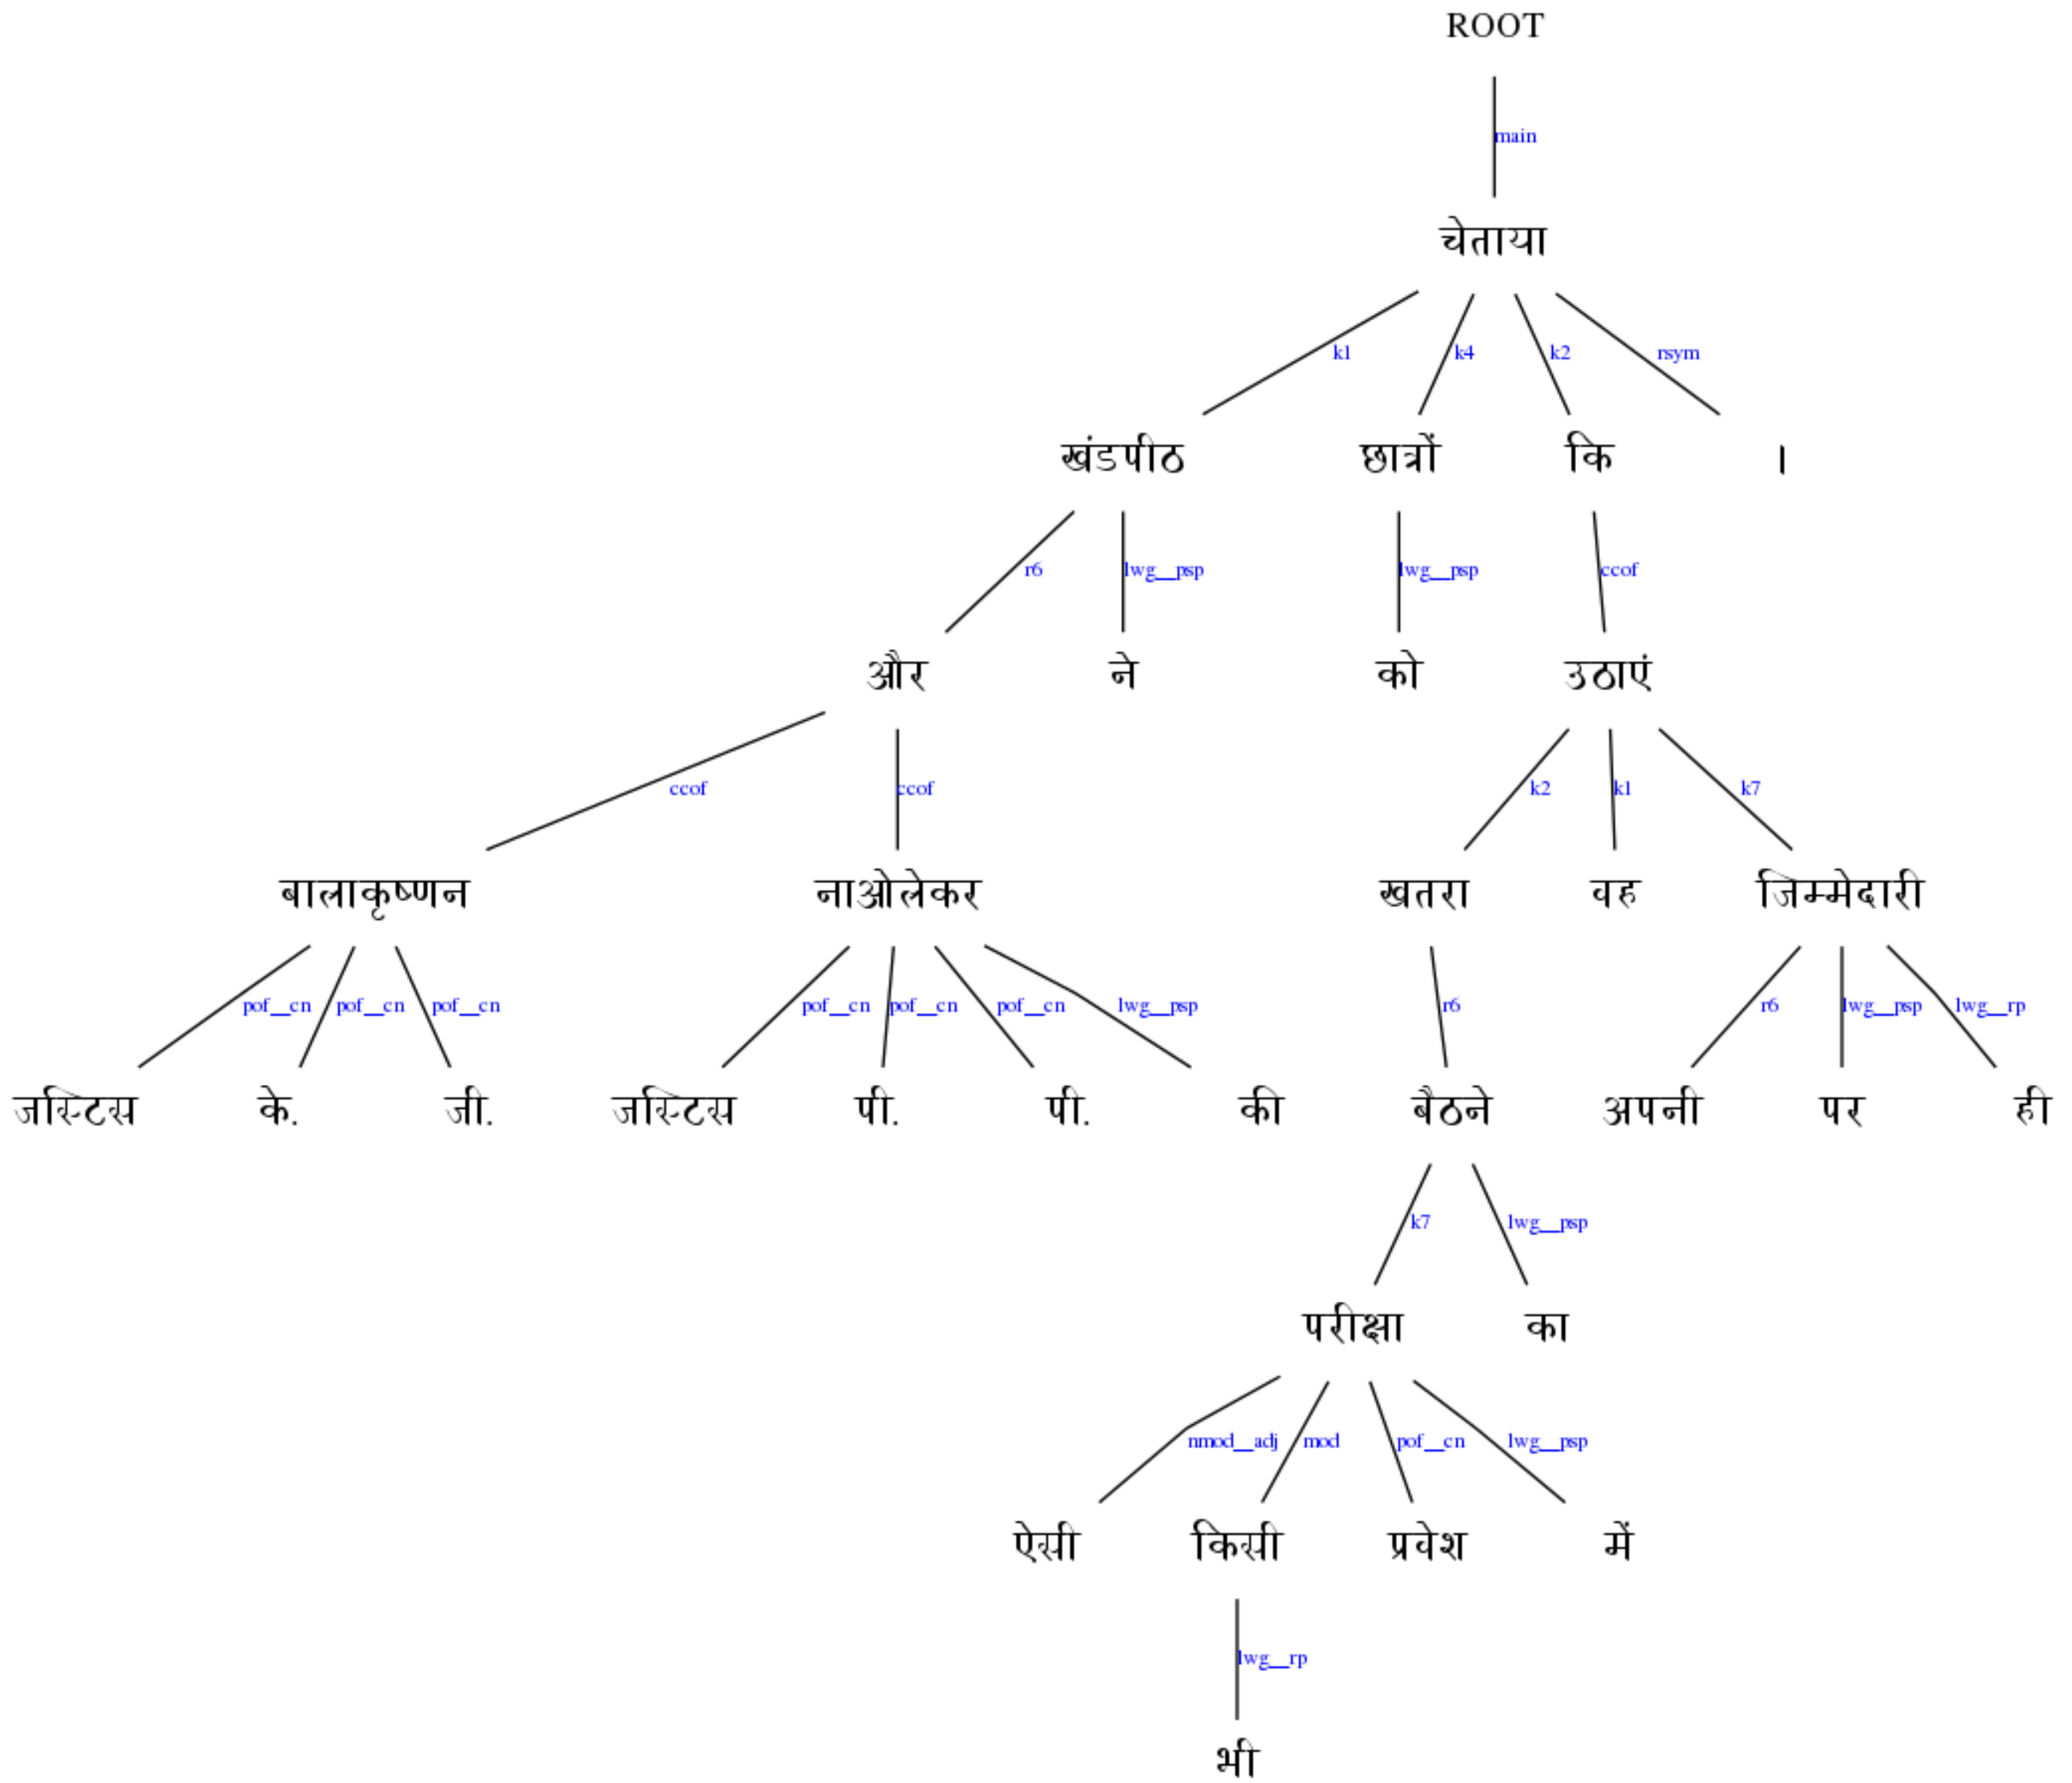 ROOT
main
चेताया
k1 k4 k2 rsym
खंडपीठ छात्रों कि ।
r6 lwg__psp lwg__psp ccof
और ने को उठाएं
ccof ccof k2 k1 k7
बालाकृष्णन नाओलेकर खतरा वह जिम्मेदारी
pof__cn pof__cn pof__cn pof__cn pof__cn pof__cn lwg__psp r6 r6 lwg__psp lwg__rp
जस्टिस के. जी. जस्टिस पी. पी. की बैठने अपनी पर ही
k7 lwg__psp
परीक्षा का
nmod__adj mod pof__cn lwg__psp
ऐसी किसी प्रवेश में
lwg__rp
भी